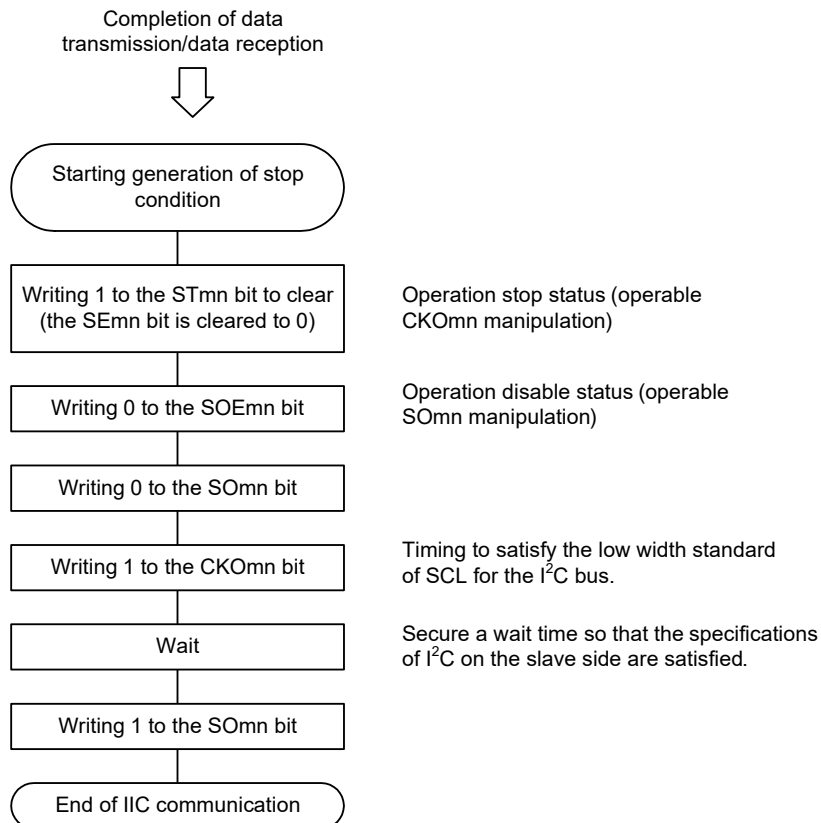 Completion of data
transmission/data reception
Starting generation of stop
condition
Writing 1 to the STmn bit to clear
(the SEmn bit is cleared to 0)
Operation stop status (operable
CKOmn manipulation)
Writing 0 to the SOEmn bit
Operation disable status (operable
SOmn manipulation)
Writing 0 to the SOmn bit
Writing 1 to the CKOmn bit
Timing to satisfy the low width standard
of SCL for the I²C bus.
Wait
Secure a wait time so that the specifications
of I²C on the slave side are satisfied.
Writing 1 to the SOmn bit
End of IIC communication